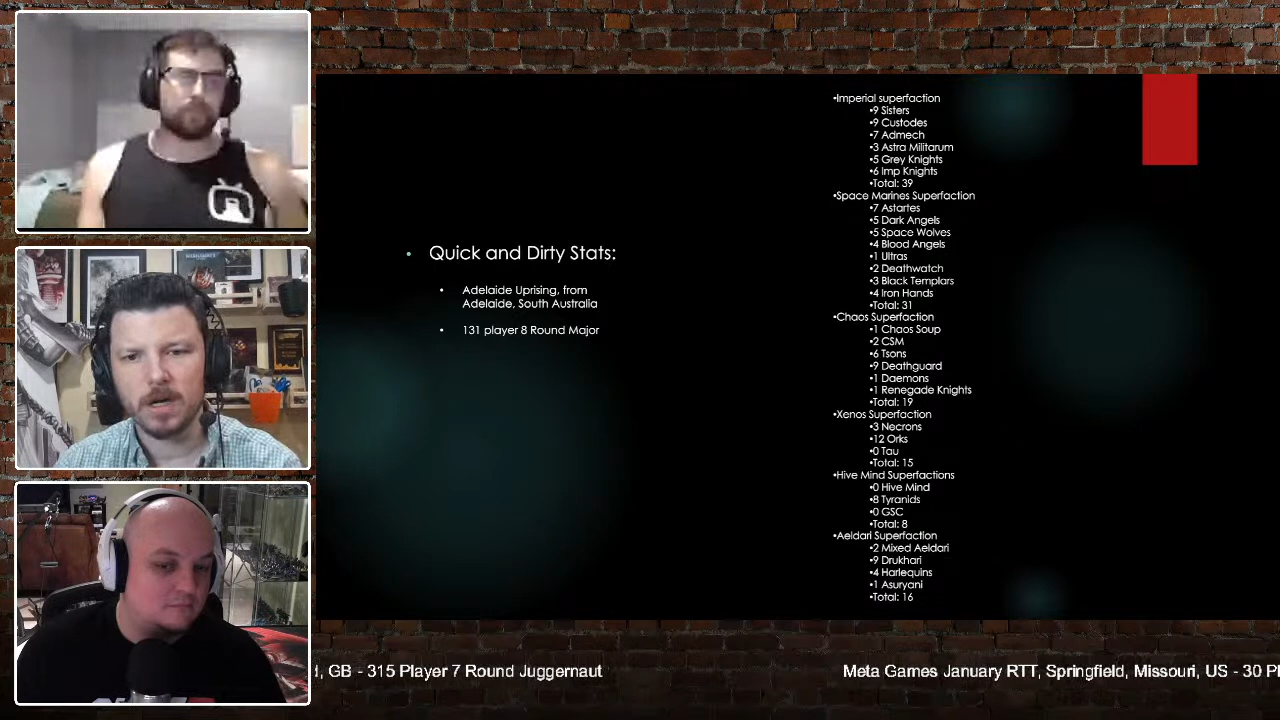 • Quick and Dirty Stats:
• Adelaide Uprising, from
Adelaide, South Australia
• 131 player 8 Round Major
•Imperial superfaction
•9 Sisters
•9 Custodes
•7 Admech
•3 Astra Militarum
•5 Grey Knights
•6 Imp Knights
•Total: 39
•Space Marines Superfaction
•7 Astartes
•5 Dark Angels
•5 Space Wolves
•4 Blood Angels
•1 Ultras
•2 Deathwatch
•3 Black Templars
•4 Iron Hands
•Total: 31
•Chaos Superfaction
•1 Chaos Soup
•2 CSM
•6 Tsons
•9 Deathguard
•1 Daemons
•1 Renegade Knights
•Total: 19
•Xenos Superfaction
•3 Necrons
•12 Orks
•0 Tau
•Total: 15
•Hive Mind Superfactions
•0 Hive Mind
•8 Tyranids
•0 GSC
•Total: 8
•Aeldari Superfaction
•2 Mixed Aeldari
•9 Drukhari
•4 Harlequins
•1 Asuryani
•Total: 16
, GB - 315 Player 7 Round Juggernaut
Meta Games January RTT, Springfield, Missouri, US - 30 Pl